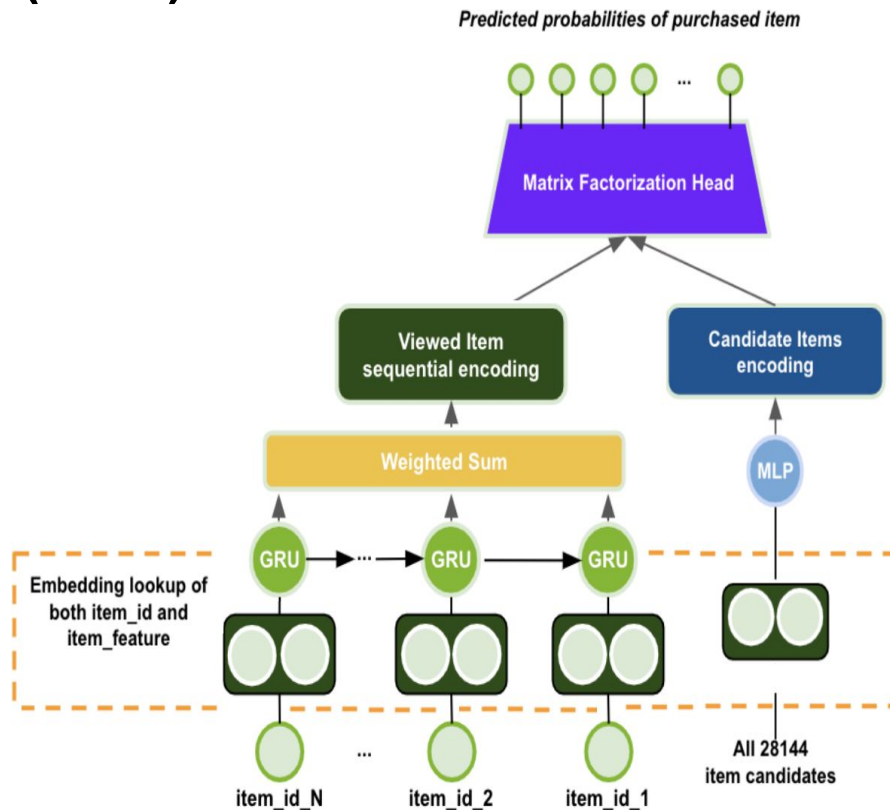 Predicted probabilities of purchased item
...
Matrix Factorization Head
Viewed Item
sequential encoding
Candidate Items
encoding
Weighted Sum
MLP
GRU
...
GRU
GRU
Embedding lookup of
both item_id and
item_feature
...
item_id_N
item_id_2
item_id_1
All 28144
item candidates